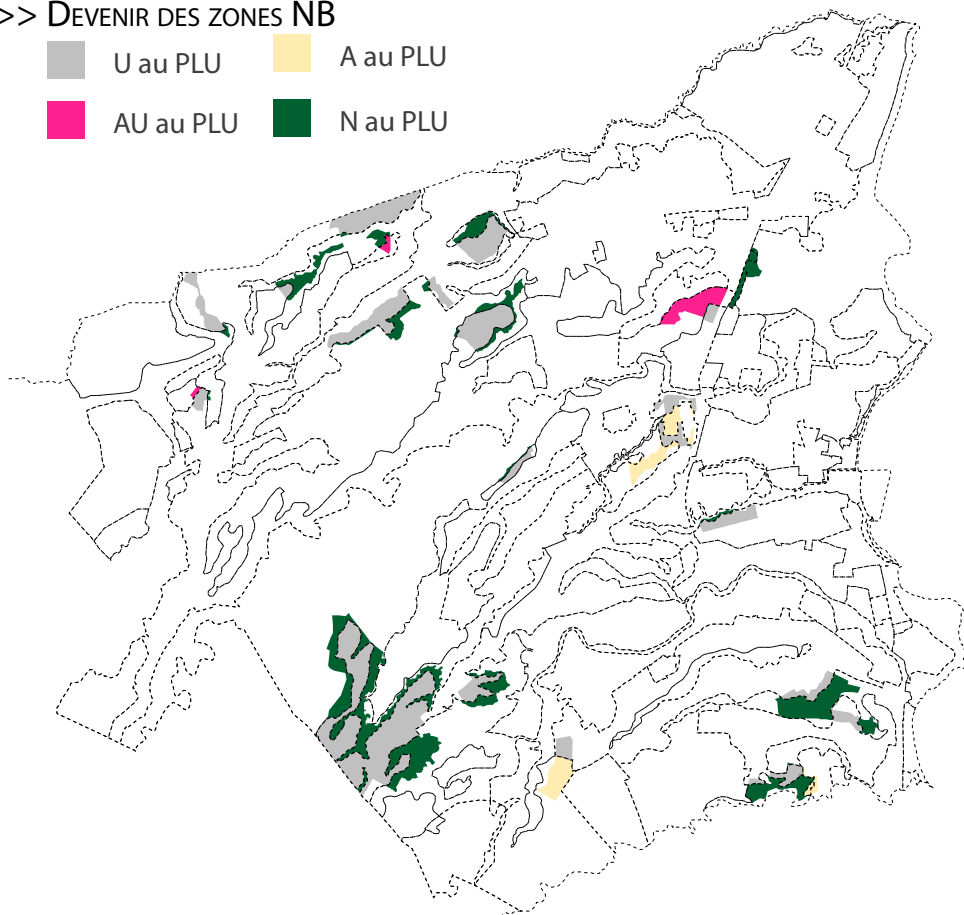 >> Devenir des zones NB
U au PLU
A au PLU
AU au PLU
N au PLU